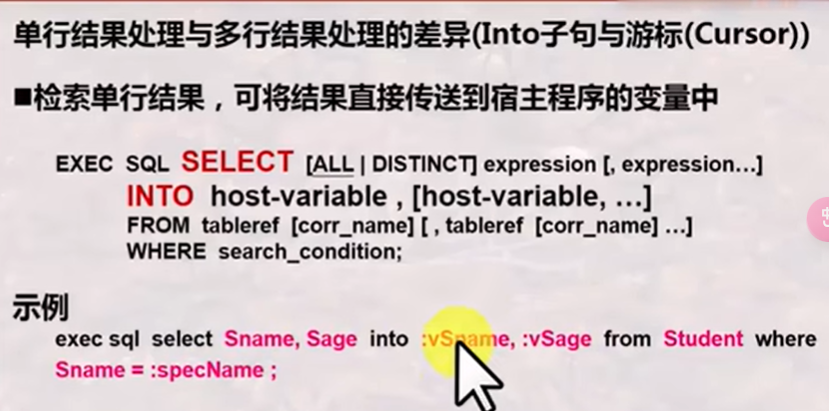 单行结果处理与多行结果处理的差异(Into子句与游标(Cursor))
■检索单行结果，可将结果直接传送到宿主程序的变量中
EXEC SQL SELECT [ALL | DISTINCT] expression [, expression…]
INTO host-variable , [host-variable, …]
FROM tableref [corr_name] [ , tableref [corr_name] …]
WHERE search_condition;
示例
exec sql select Sname, Sage into :vSname, :vSage from Student where
Sname = :specName ;